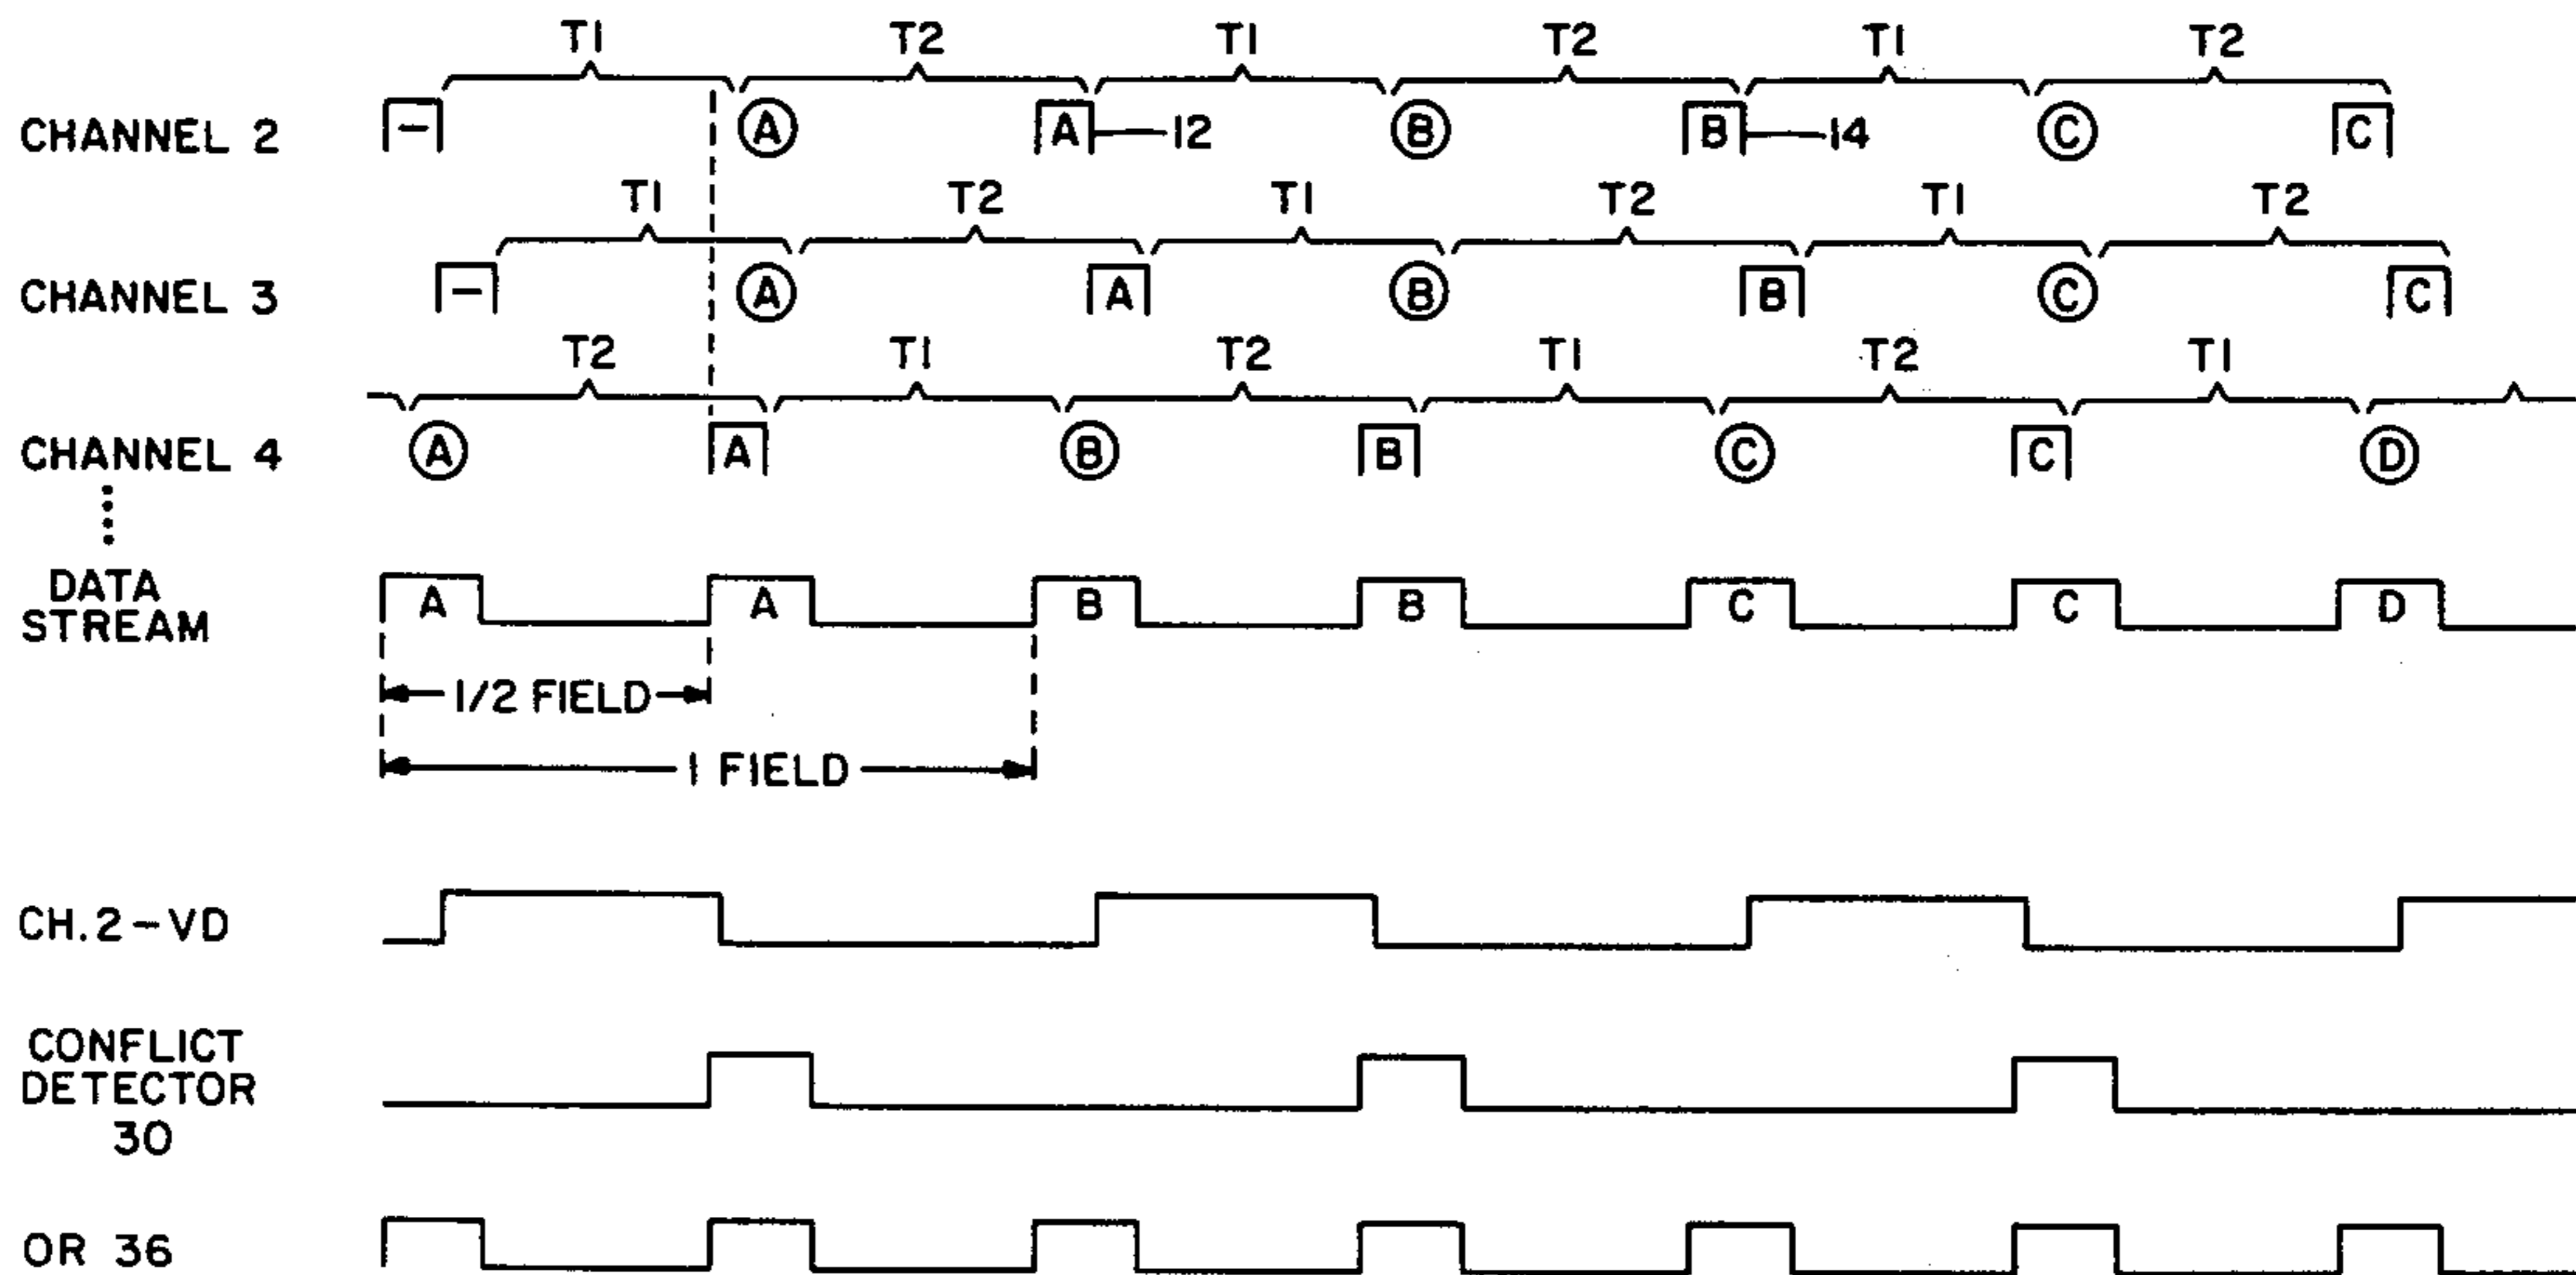 T1 T2 T1 T2 T1 T2
CHANNEL 2 - A A 12 B B 14 C C
T1 T2 T1 T2 T1 T2
CHANNEL 3 - A A B B C C
T2 T1 T2 T1 T2 T1
CHANNEL 4 A A B B C C D
DATA
STREAM
A A B B C C D
1/2 FIELD
1 FIELD
CH.2-VD
CONFLICT
DETECTOR
30
OR 36